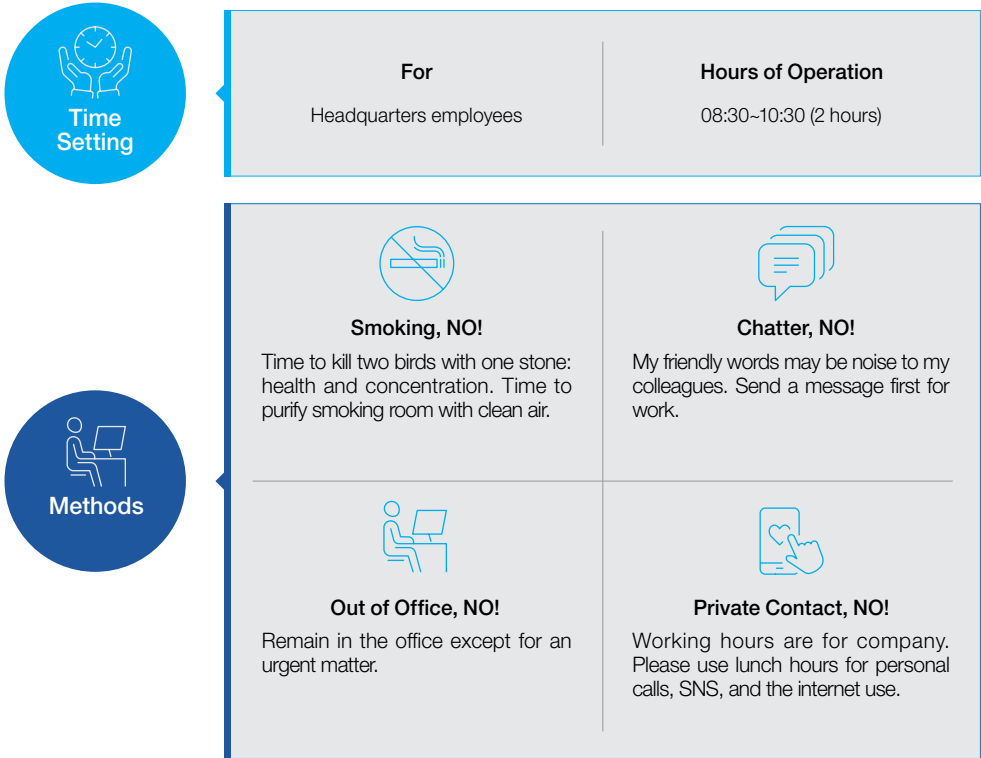 Time
Setting
For
Headquarters employees
Hours of Operation
08:30~10:30 (2 hours)
Methods
Smoking, NO!
Time to kill two birds with one stone:
health and concentration. Time to
purify smoking room with clean air.
Chatter, NO!
My friendly words may be noise to my
colleagues. Send a message first for
work.
Out of Office, NO!
Remain in the office except for an
urgent matter.
Private Contact, NO!
Working hours are for company.
Please use lunch hours for personal
calls, SNS, and the internet use.